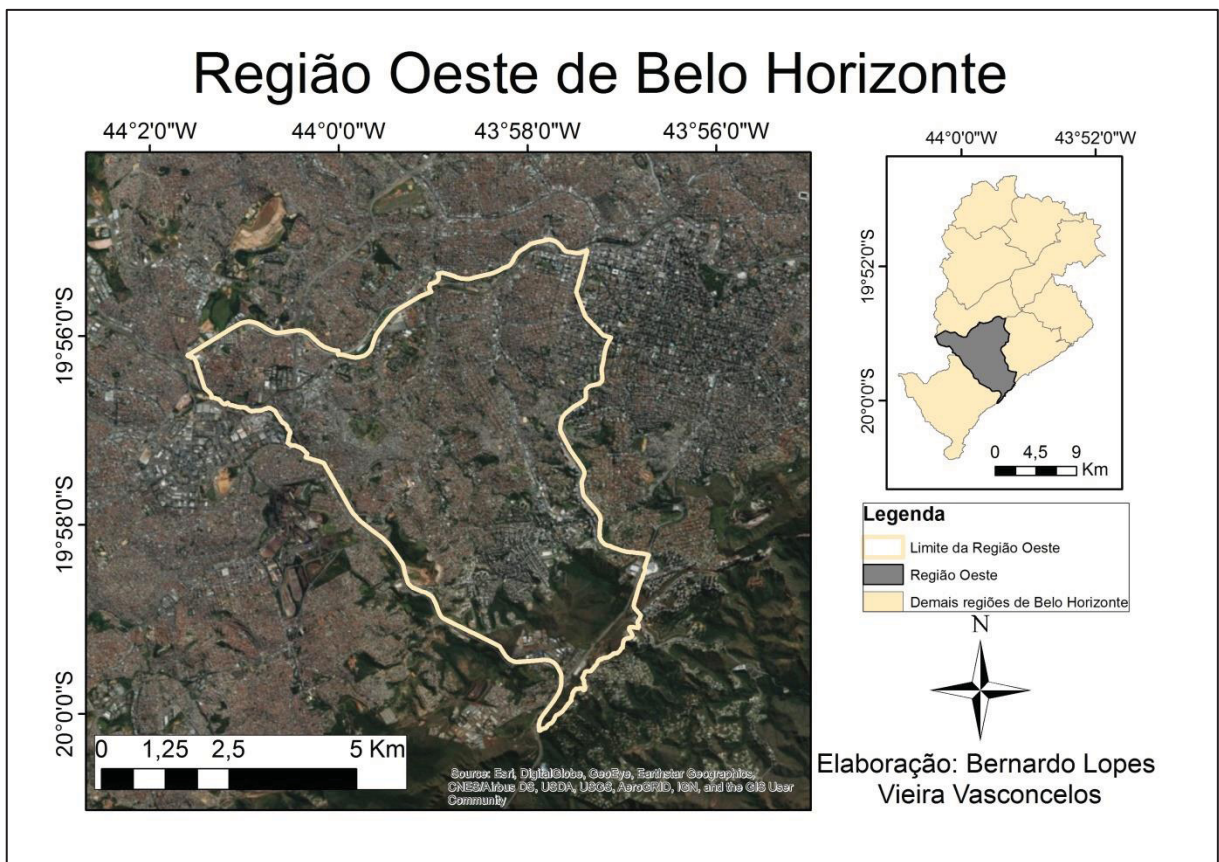 Região Oeste de Belo Horizonte
44°2'0"W
44°0'0"W
43°58'0"W
43°56'0"W
19°56'0"S
19°58'0"S
20°0'0"S
0 1,25 2,5 5 Km
Source: Esri, DigitalGlobe, GeoEye, Earthstar Geographics,
CNES/Airbus DS, USDA, USGS, AeroGRID, IGN, and the GIS User
Community
44°0'0"W
43°52'0"W
19°52'0"S
20°0'0"S
0 4,5 9
Km
Legenda
Limite da Região Oeste
Região Oeste
Demais regiões de Belo Horizonte
N
Elaboração: Bernardo Lopes
Vieira Vasconcelos